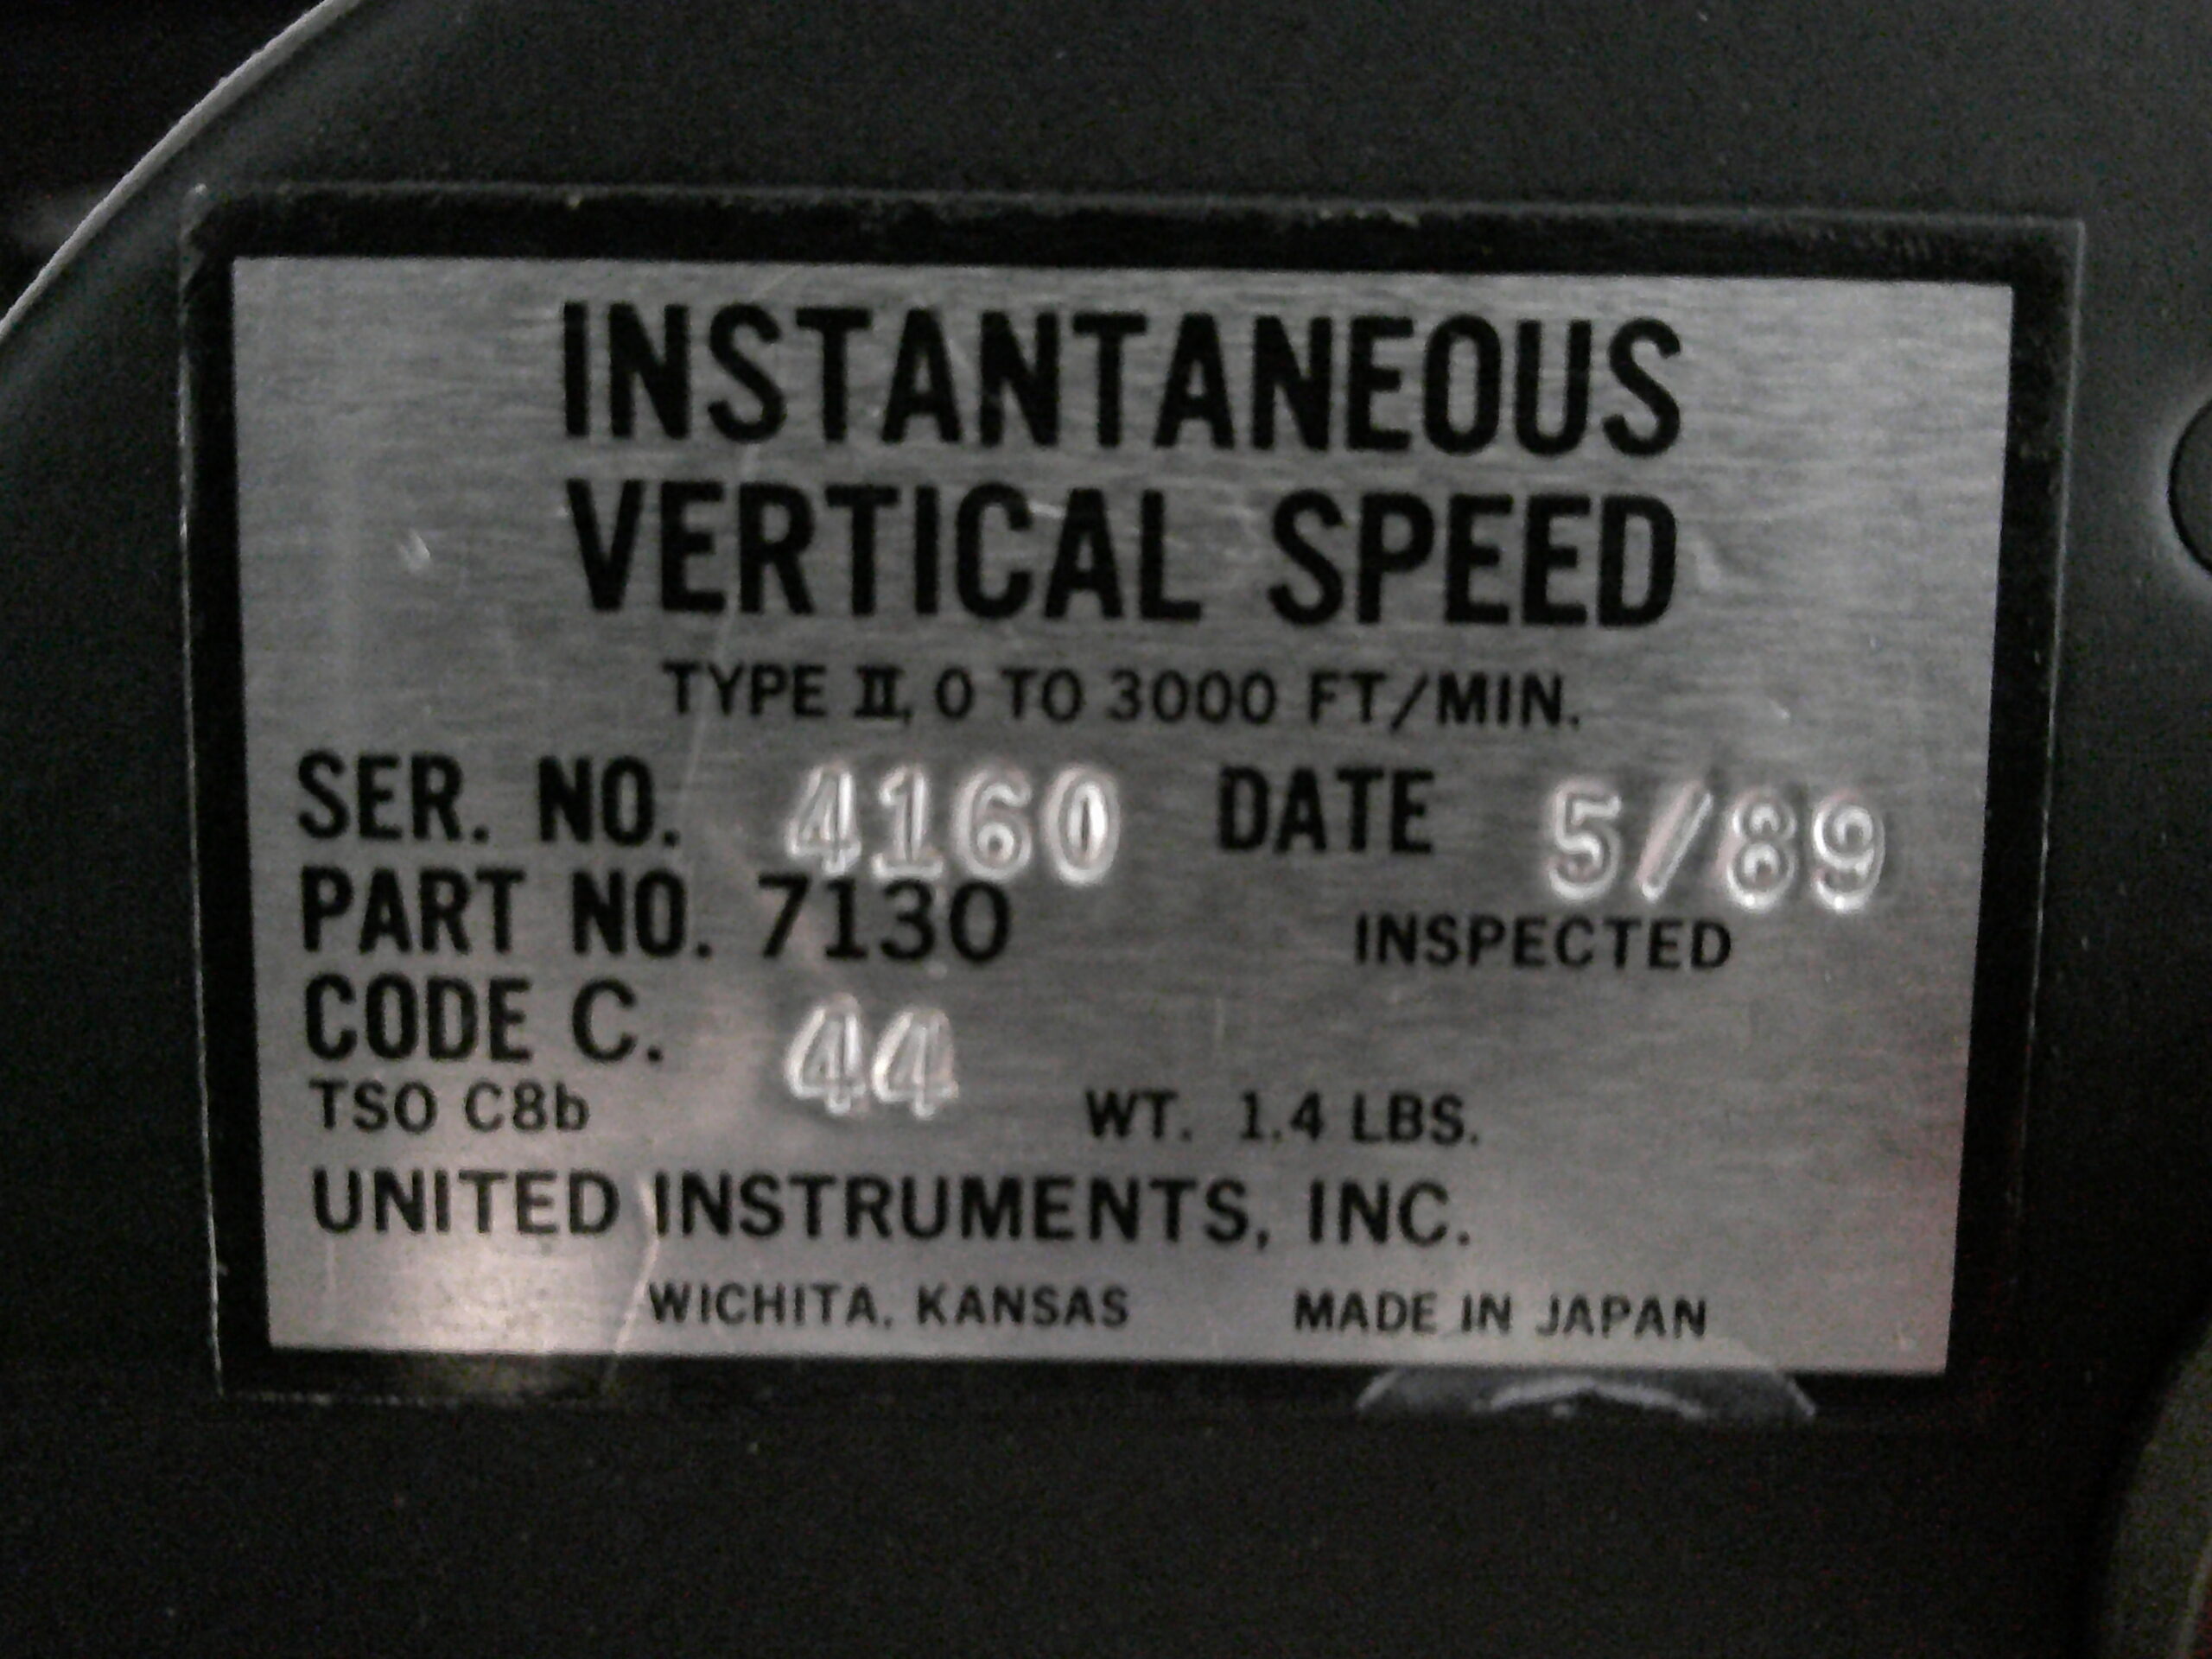 INSTANTANEOUS
VERTICAL SPEED
TYPE II, 0 TO 3000 FT/MIN.
SER. NO. 4160 DATE 5/89
PART NO. 7130 INSPECTED
CODE C. 44
TSO C8b WT. 1.4 LBS.
UNITED INSTRUMENTS, INC.
WICHITA, KANSAS MADE IN JAPAN